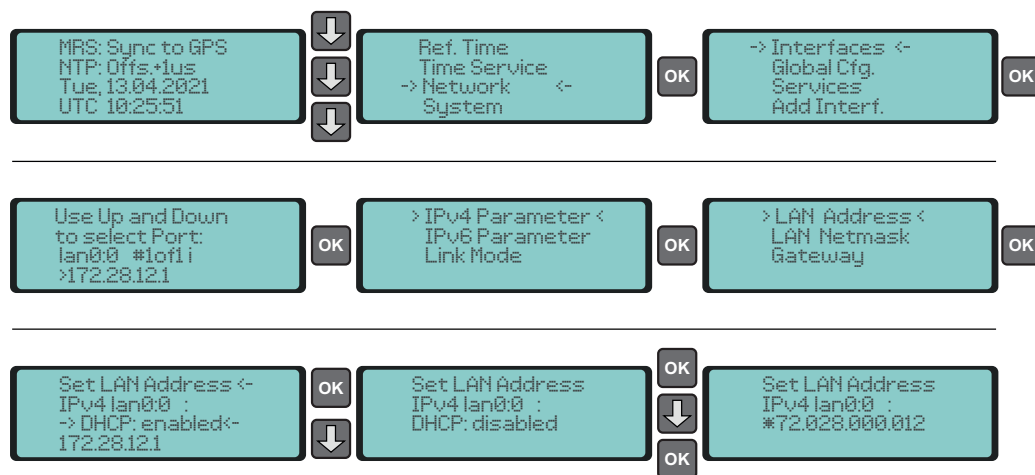 MRS: Sync to GPS
NTP: Offs.+1us
Tue, 13.04.2021
UTC 10:25:51
Ref. Time
Time Service
-> Network <-
System
OK
-> Interfaces <-
Global Cfg.
Services
Add Interf.
OK
Use Up and Down
to select Port:
lan0:0 #1of1 i
>172.28.12.1
OK
> IPv4 Parameter <
IPv6 Parameter
Link Mode
OK
> LAN Address <
LAN Netmask
Gateway
OK
Set LAN Address <-
IPv4 lan0:0 :
-> DHCP: enabled<-
172.28.12.1
OK
Set LAN Address
IPv4 lan0:0 :
DHCP: disabled
OK
OK
Set LAN Address
IPv4 lan0:0 :
*72.028.000.012